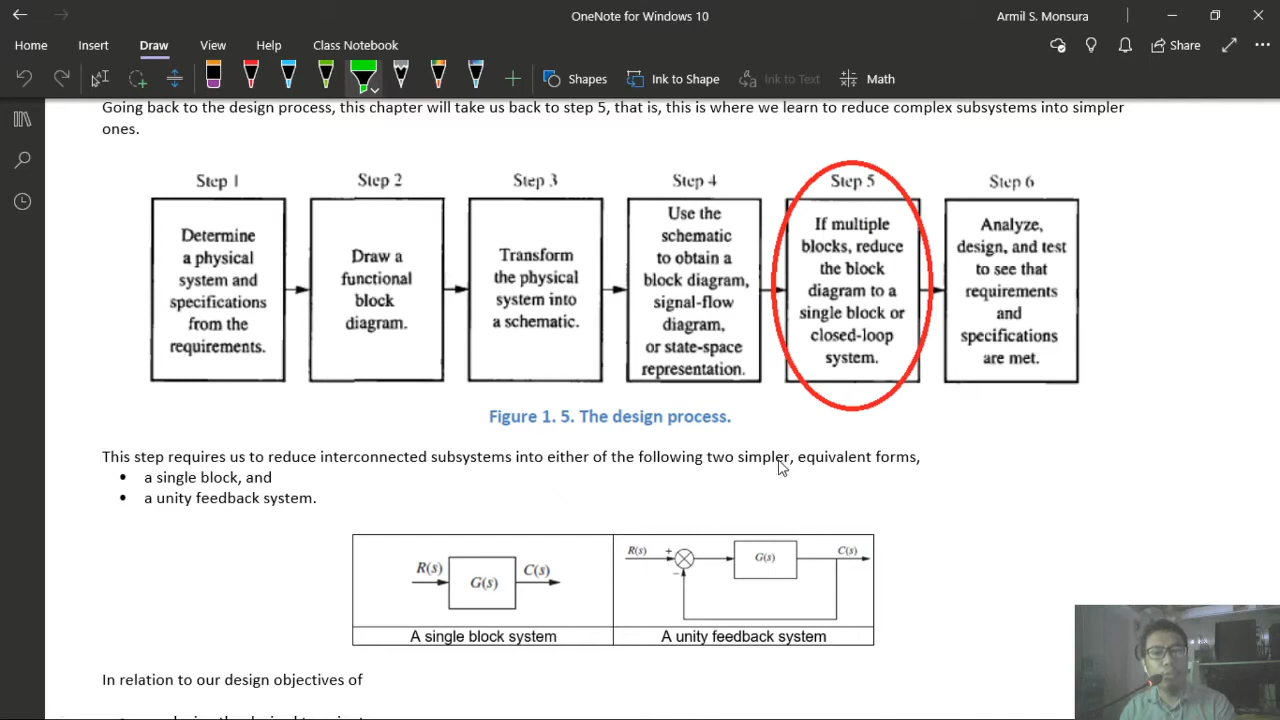 OneNote for Windows 10
Armil S. Monsura
Home
Insert
Draw
View
Help
Class Notebook
Share
Shapes
Ink to Shape
Ink to Text
Math
Going back to the design process, this chapter will take us back to step 5, that is, this is where we learn to reduce complex subsystems into simpler
ones.
Step 1
Determine
a physical
system and
specifications
from the
requirements.
Step 2
Draw a
functional
block
diagram.
Step 3
Transform
the physical
system into
a schematic.
Step 4
Use the
schematic
to obtain a
block diagram,
signal-flow
diagram,
or state-space
representation.
Step 5
If multiple
blocks, reduce
the block
diagram to a
single block or
closed-loop
system.
Step 6
Analyze,
design, and test
to see that
requirements
and
specifications
are met.
Figure 1. 5. The design process.
This step requires us to reduce interconnected subsystems into either of the following two simpler, equivalent forms,
• a single block, and
• a unity feedback system.
R(s)
G(s)
C(s)
A single block system
R(s)
+
−
G(s)
C(s)
A unity feedback system
In relation to our design objectives of